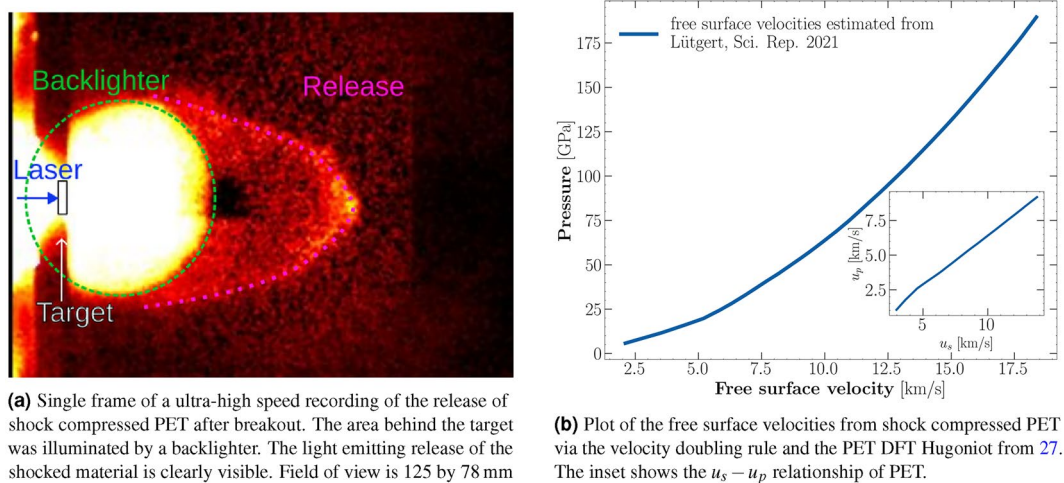 Backlighter
Release
Laser
Target
(a) Single frame of a ultra-high speed recording of the release of
shock compressed PET after breakout. The area behind the target
was illuminated by a backlighter. The light emitting release of the
shocked material is clearly visible. Field of view is 125 by 78 mm
free surface velocities estimated from
Lütgert, Sci. Rep. 2021
Pressure [GPa]
175
150
125
100
75
50
25
0
2.5
5.0
7.5
10.0
12.5
15.0
17.5
Free surface velocity [km/s]
u_p [km/s]
7.5
5.0
2.5
5
10
u_s [km/s]
(b) Plot of the free surface velocities from shock compressed PET
via the velocity doubling rule and the PET DFT Hugoniot from 27.
The inset shows the u_s − u_p relationship of PET.